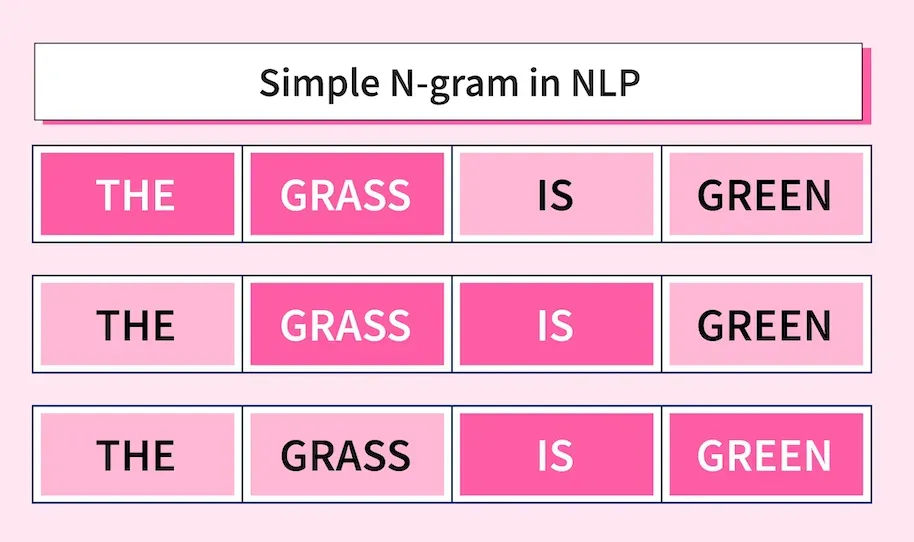 Simple N-gram in NLP
THE GRASS IS GREEN
THE GRASS IS GREEN
THE GRASS IS GREEN